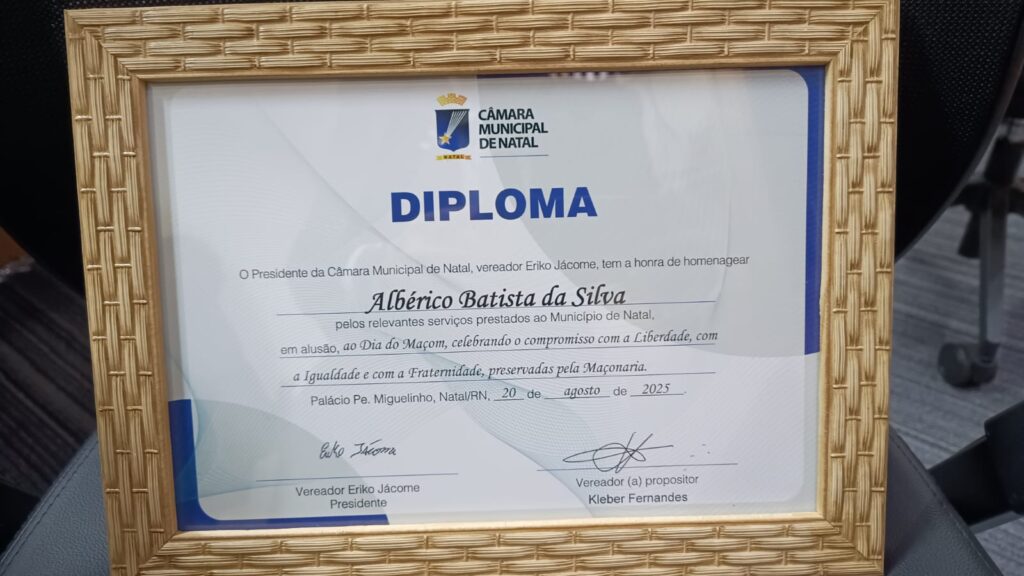 CÂMARA
MUNICIPAL
DE NATAL
NATAL
DIPLOMA
O Presidente da Câmara Municipal de Natal, vereador Eriko Jácome, tem a honra de homenagear
Albérico Batista da Silva
pelos relevantes serviços prestados ao Município de Natal,
em alusão, ao Dia do Maçom, celebrando o compromisso com a Liberdade, com
a Igualdade e com a Fraternidade, preservadas pela Maçonaria.
Palácio Pe. Miguelinho, Natal/RN, 20 de agosto de 2025.
Eriko Jácome
Vereador Eriko Jácome
Presidente
Vereador (a) propositor
Kleber Fernandes